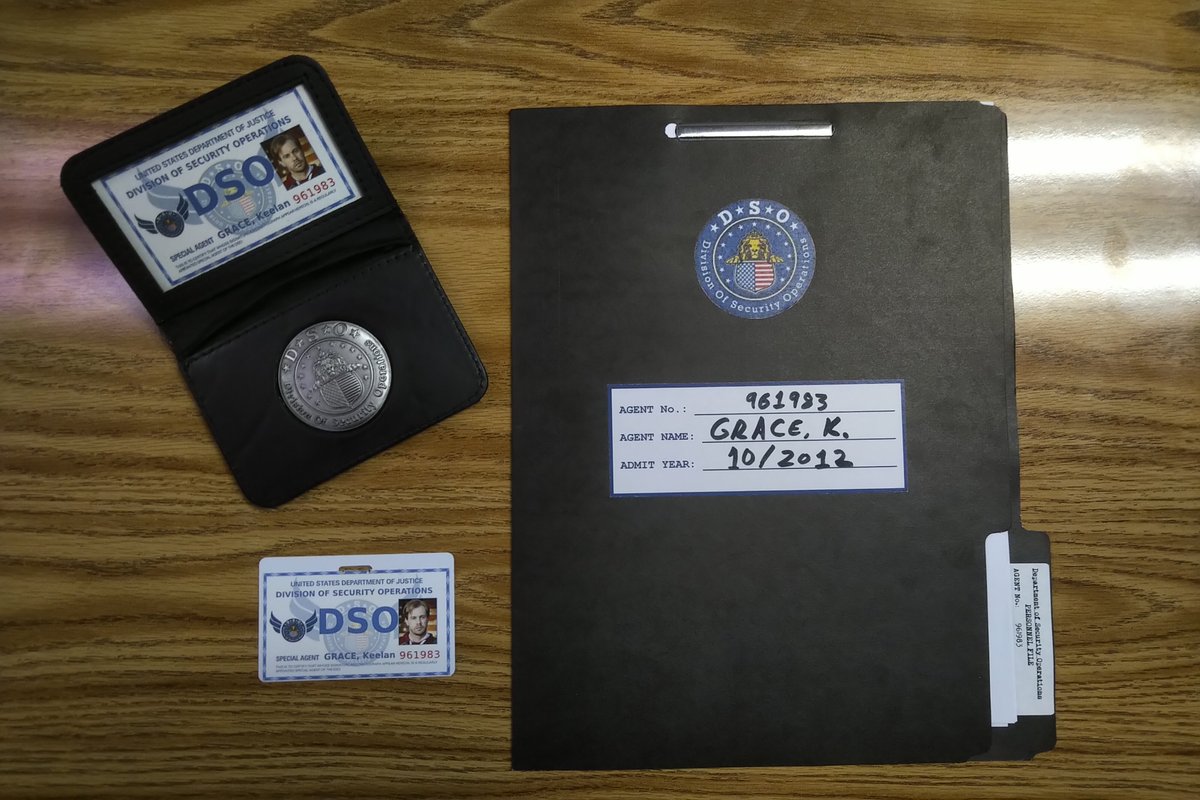 UNITED STATES DEPARTMENT OF JUSTICE
DIVISION OF SECURITY OPERATIONS
DSO
SPECIAL AGENT GRACE, Keelan 961983
D★S★O
Division Of Security Operations
UNITED STATES DEPARTMENT OF JUSTICE
DIVISION OF SECURITY OPERATIONS
DSO
SPECIAL AGENT GRACE, Keelan 961983
D★S★O
Division Of Security Operations
AGENT No.: 961983
AGENT NAME: GRACE, K.
ADMIT YEAR: 10/2012
Department of Security Operations
PERSONNEL FILE
AGENT No. 961983